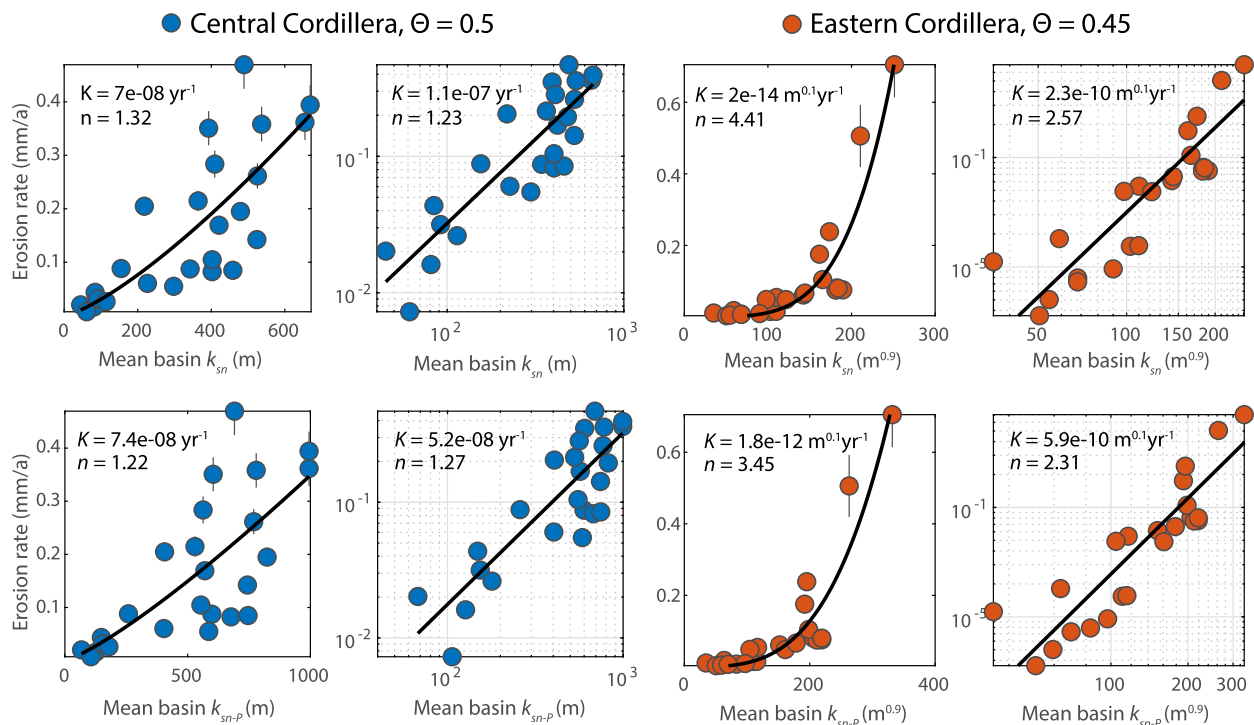 Central Cordillera, Θ = 0.5
Eastern Cordillera, Θ = 0.45
Erosion rate (mm/a)
0.4
0.3
0.2
0.1
K = 7e-08 yr-1
n = 1.32
0 200 400 600
Mean basin ksn (m)
K = 1.1e-07 yr-1
n = 1.23
10-1
10-2
102 103
Mean basin ksn (m)
0.6
0.4
0.2
K = 2e-14 m0.1yr-1
n = 4.41
0 100 200 300
Mean basin ksn (m0.9)
K = 2.3e-10 m0.1yr-1
n = 2.57
10-1
10-5
50 100 150 200
Mean basin ksn (m0.9)
Erosion rate (mm/a)
0.4
0.3
0.2
0.1
K = 7.4e-08 yr-1
n = 1.22
0 500 1000
Mean basin ksn-P (m)
K = 5.2e-08 yr-1
n = 1.27
10-1
10-2
102 103
Mean basin ksn-P (m)
0.6
0.4
0.2
K = 1.8e-12 m0.1yr-1
n = 3.45
0 200 400
Mean basin ksn-P (m0.9)
K = 5.9e-10 m0.1yr-1
n = 2.31
10-1
10-5
100 200 300
Mean basin ksn-P (m0.9)